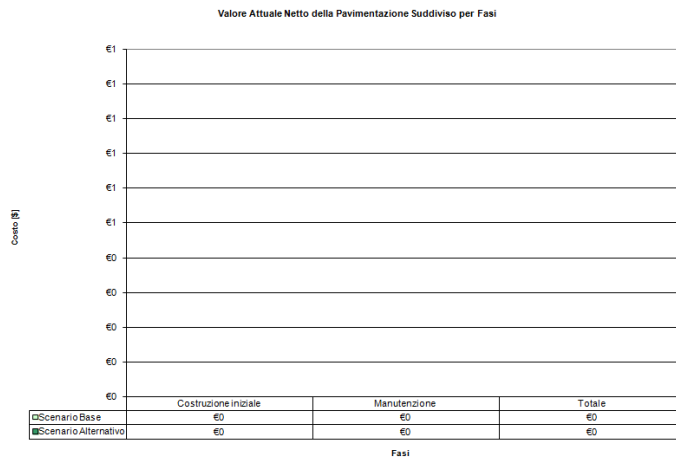 Valore Attuale Netto della Pavimentazione Suddiviso per Fasi
€1
€1
€1
€1
€1
€1
€0
€0
€0
€0
€0
Costo [$]
Costruzione iniziale Manutenzione Totale
Scenario Base €0 €0 €0
Scenario Alternativo €0 €0 €0
Fasi